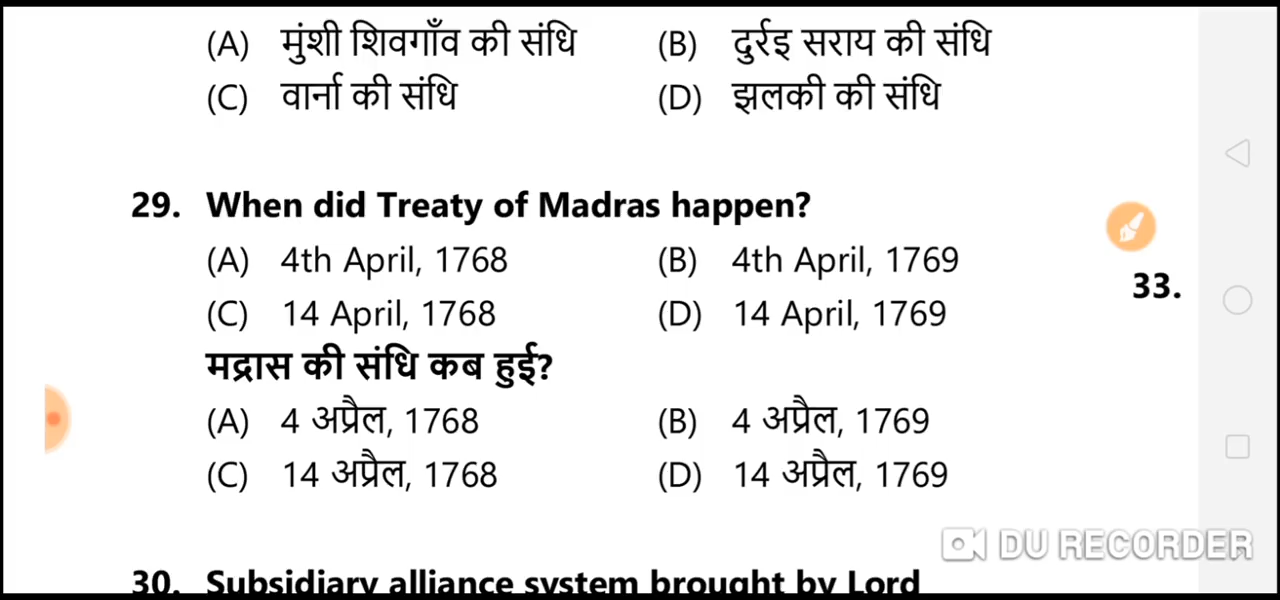 (A) मुंशी शिवगाँव की संधि (B) दुर्रइ सराय की संधि
(C) वार्ना की संधि (D) झलकी की संधि
29. When did Treaty of Madras happen?
(A) 4th April, 1768 (B) 4th April, 1769
33.
(C) 14 April, 1768 (D) 14 April, 1769
मद्रास की संधि कब हुई?
(A) 4 अप्रैल, 1768 (B) 4 अप्रैल, 1769
(C) 14 अप्रैल, 1768 (D) 14 अप्रैल, 1769
DU RECORDER
30. Subsidiary alliance system brought by Lord